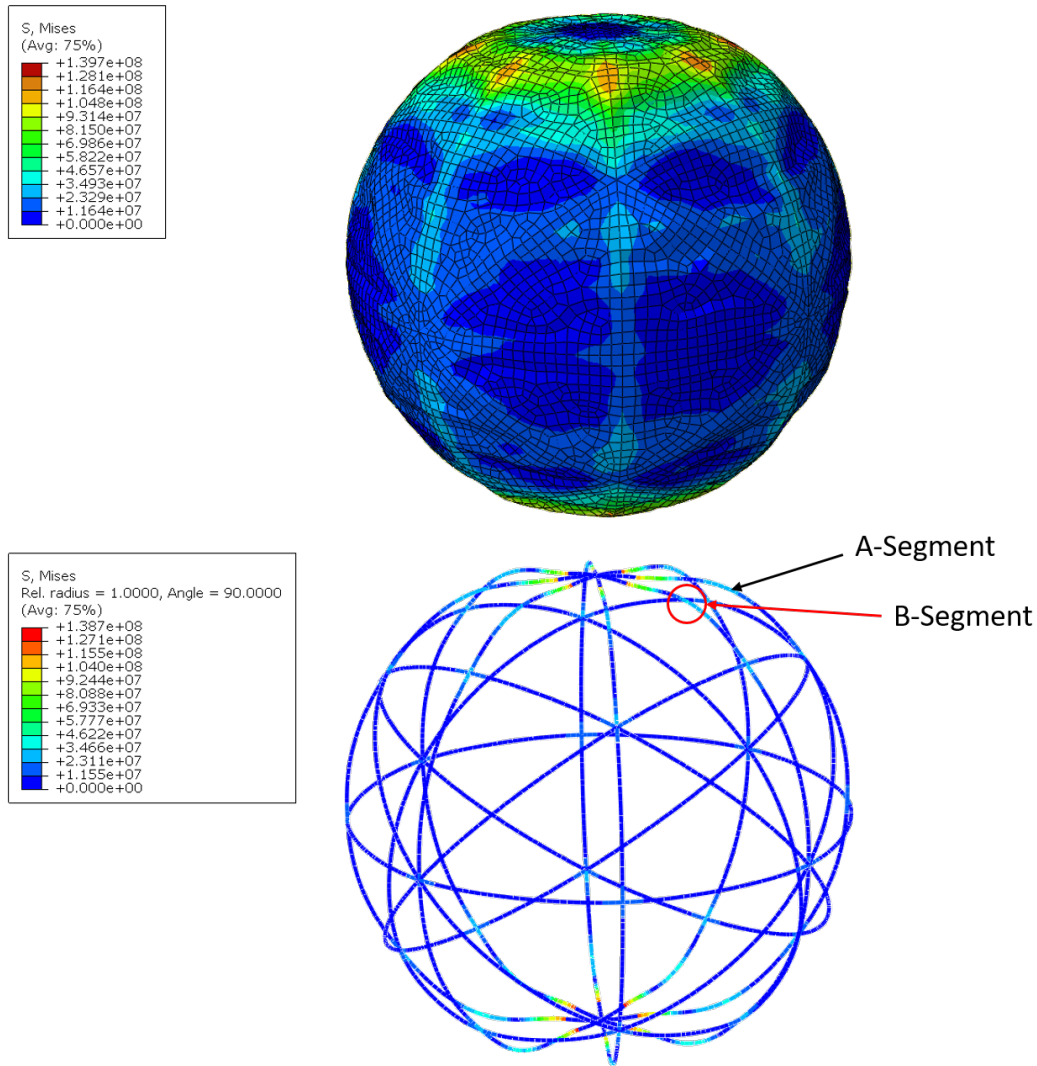 S, Mises
(Avg: 75%)
+1.397e+08
+1.281e+08
+1.164e+08
+1.048e+08
+9.314e+07
+8.150e+07
+6.986e+07
+5.822e+07
+4.657e+07
+3.493e+07
+2.329e+07
+1.164e+07
+0.000e+00
A-Segment
B-Segment
S, Mises
Rel. radius = 1.0000, Angle = 90.0000
(Avg: 75%)
+1.387e+08
+1.271e+08
+1.155e+08
+1.040e+08
+9.244e+07
+8.088e+07
+6.933e+07
+5.777e+07
+4.622e+07
+3.466e+07
+2.311e+07
+1.155e+07
+0.000e+00